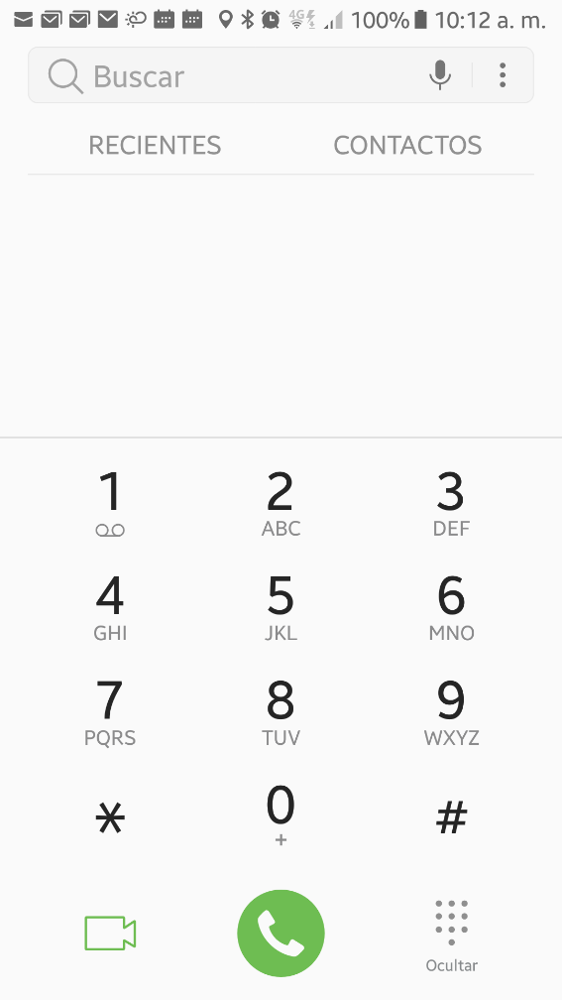 4G 100% 10:12 a. m.
Buscar
RECIENTES CONTACTOS
1 2 3
ABC DEF
4 5 6
GHI JKL MNO
7 8 9
PQRS TUV WXYZ
* 0 #
+
Ocultar